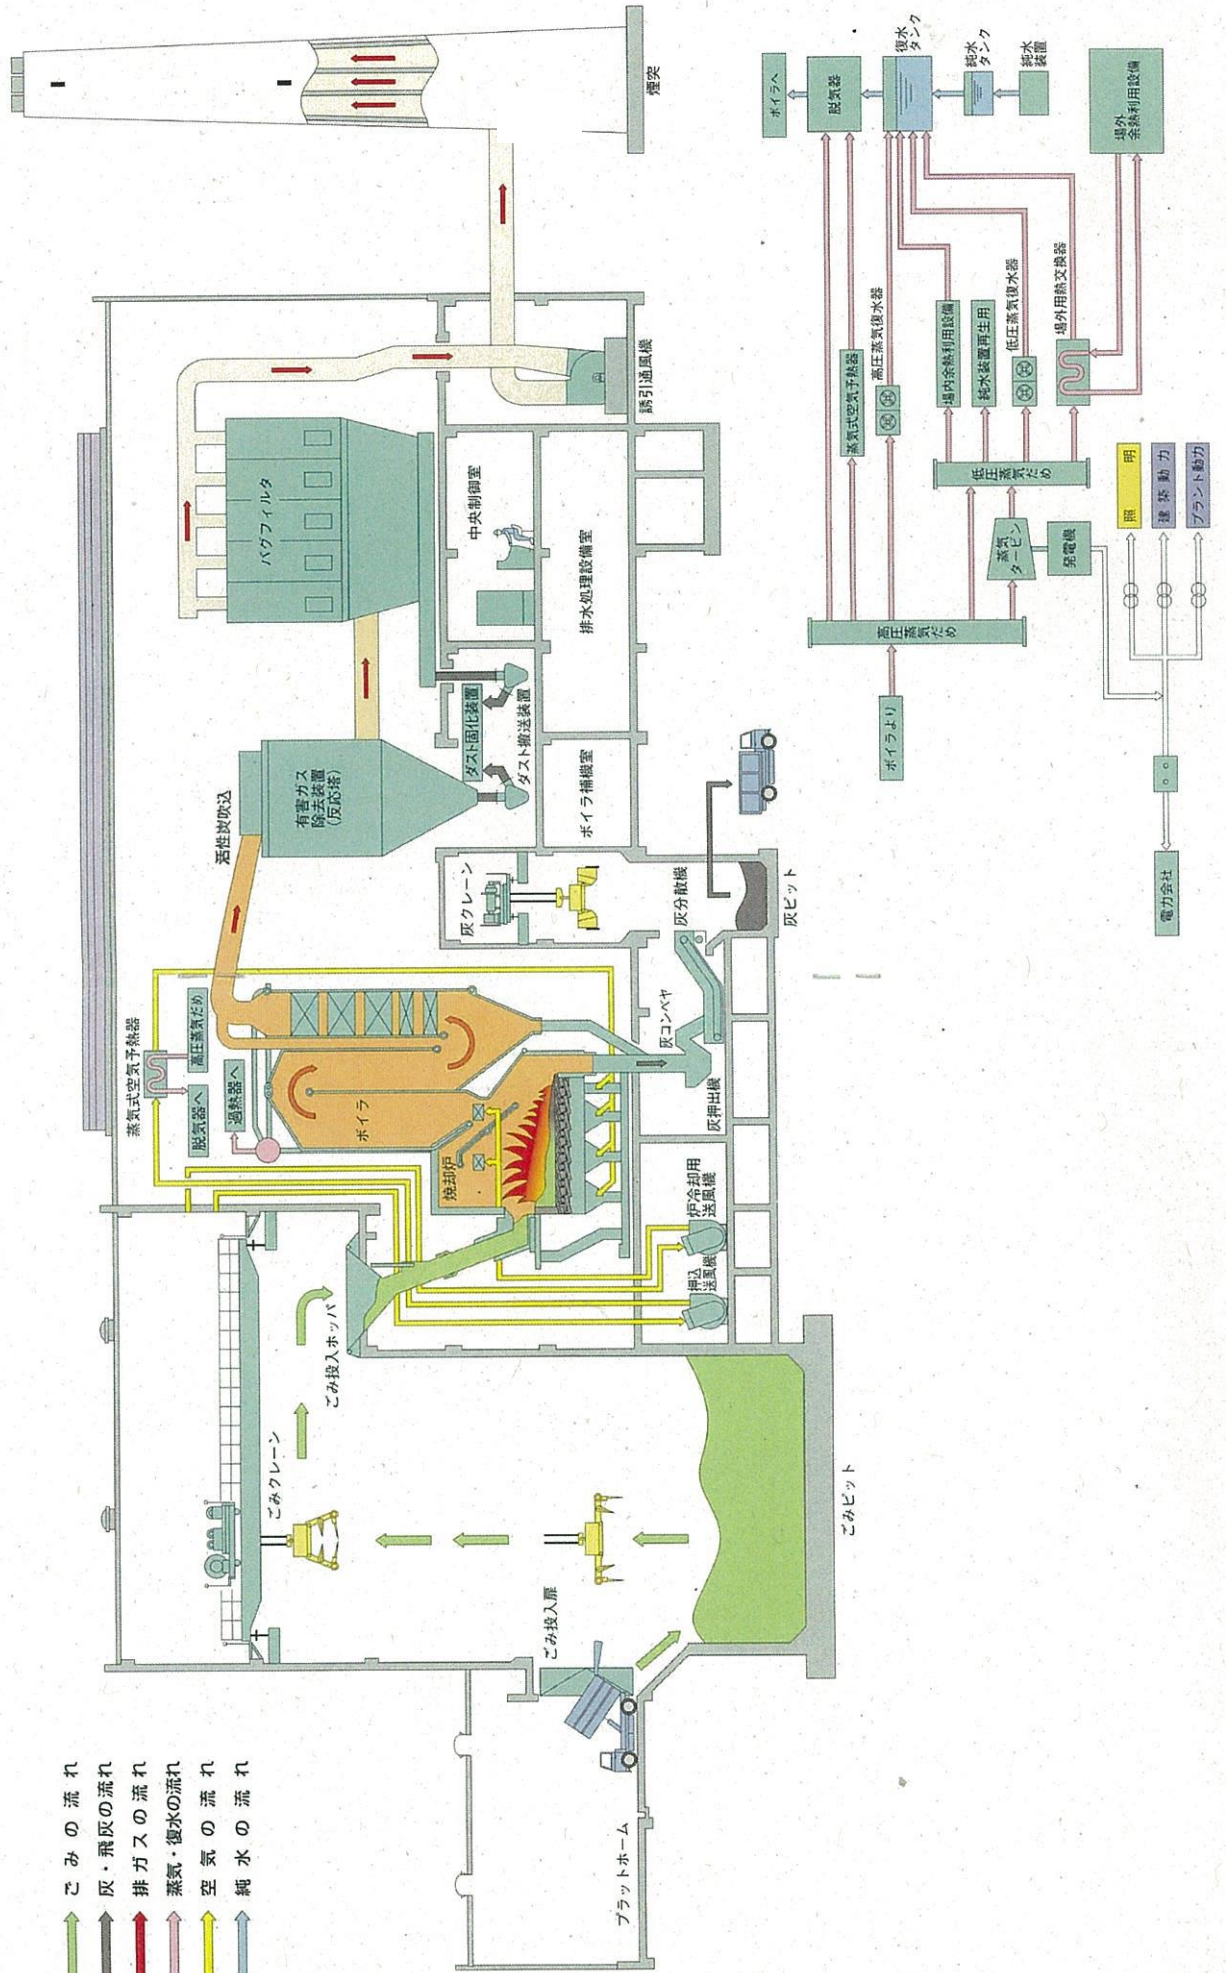 ごみの流れ
灰・飛灰の流れ
排ガスの流れ
蒸気・復水の流れ
空気の流れ
純水の流れ
プラットホーム
ごみ投入扉
ごみピット
ごみクレーン
ごみ投入ホッパ
押込
送風機
炉冷却用
送風機
蒸気式空気予熱器
脱気器へ
高圧蒸気だめ
過熱器へ
ボイラ
焼却炉
灰押出機
灰コンベヤ
灰分散機
灰ピット
灰クレーン
活性炭吹込
有害ガス
除去装置
(反応塔)
ダスト固化装置
ダスト搬送装置
ボイラ補機室
排水処理設備室
中央制御室
バグフィルタ
誘引通風機
煙突
ボイラより
高圧蒸気だめ
蒸気式空気予熱器
高圧蒸気復水器
蒸気
タービン
発電機
低圧蒸気だめ
場内余熱利用設備
純水装置再生用
低圧蒸気復水器
場外用熱交換器
ボイラへ
脱気器
復水
タンク
純水
タンク
純水
装置
場外
余熱利用設備
電力会社
照明
建築動力
プラント動力